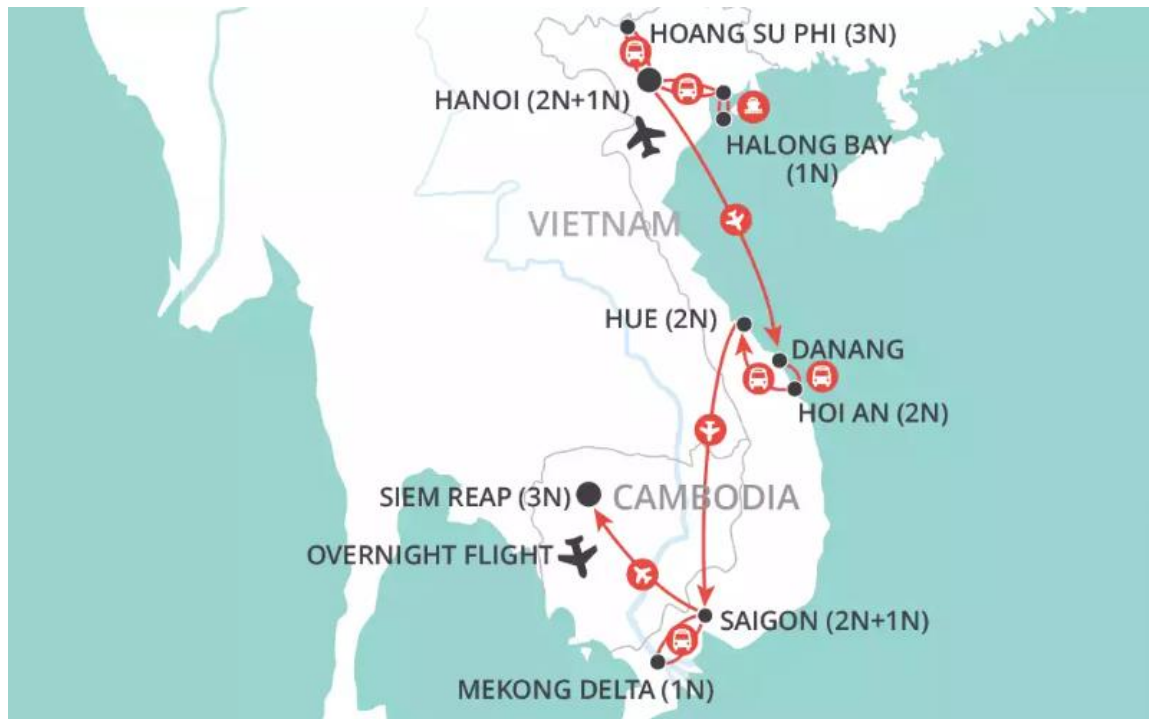 HOANG SU PHI (3N)
HANOI (2N+1N)
HALONG BAY
(1N)
VIETNAM
HUE (2N)
DANANG
HOI AN (2N)
SIEM REAP (3N)
CAMBODIA
OVERNIGHT FLIGHT
SAIGON (2N+1N)
MEKONG DELTA (1N)